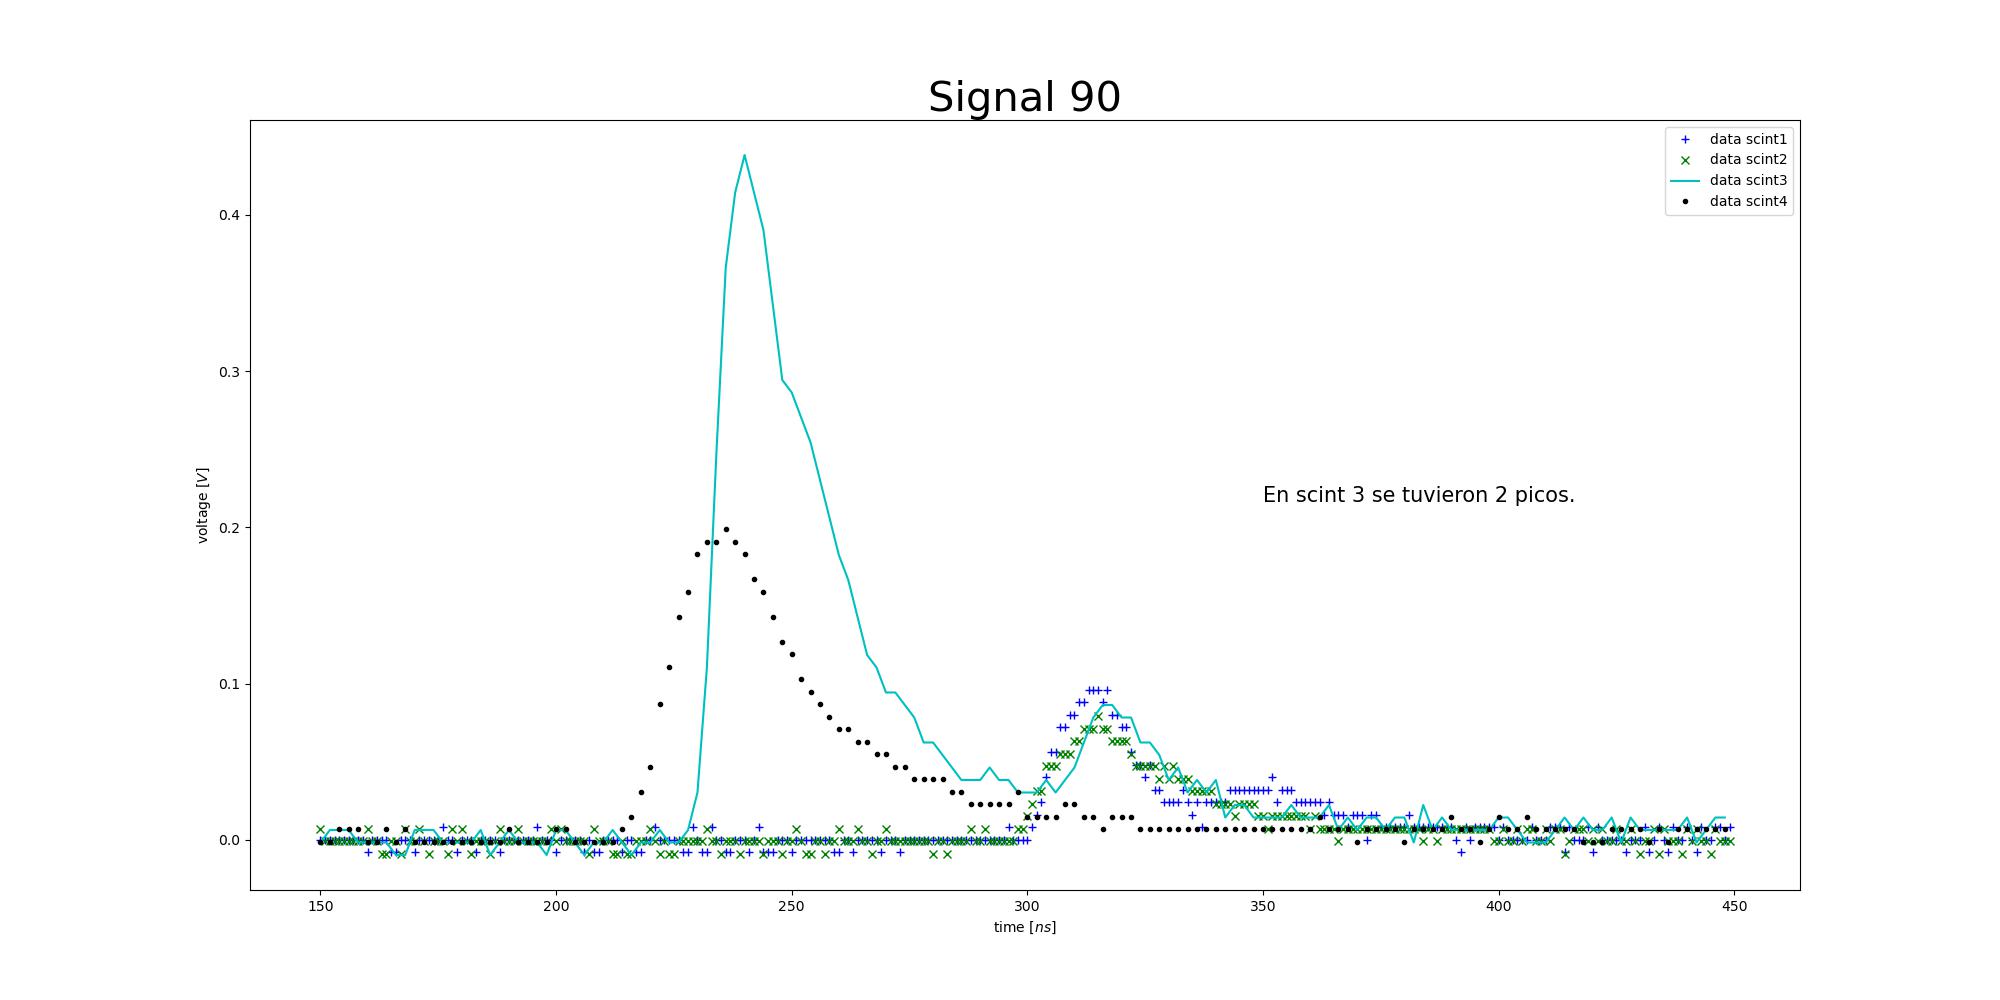 Signal 90
data scint1
data scint2
data scint3
data scint4
0.4
0.3
0.2
0.1
0.0
voltage [V]
En scint 3 se tuvieron 2 picos.
150
200
250
300
350
400
450
time [ns]